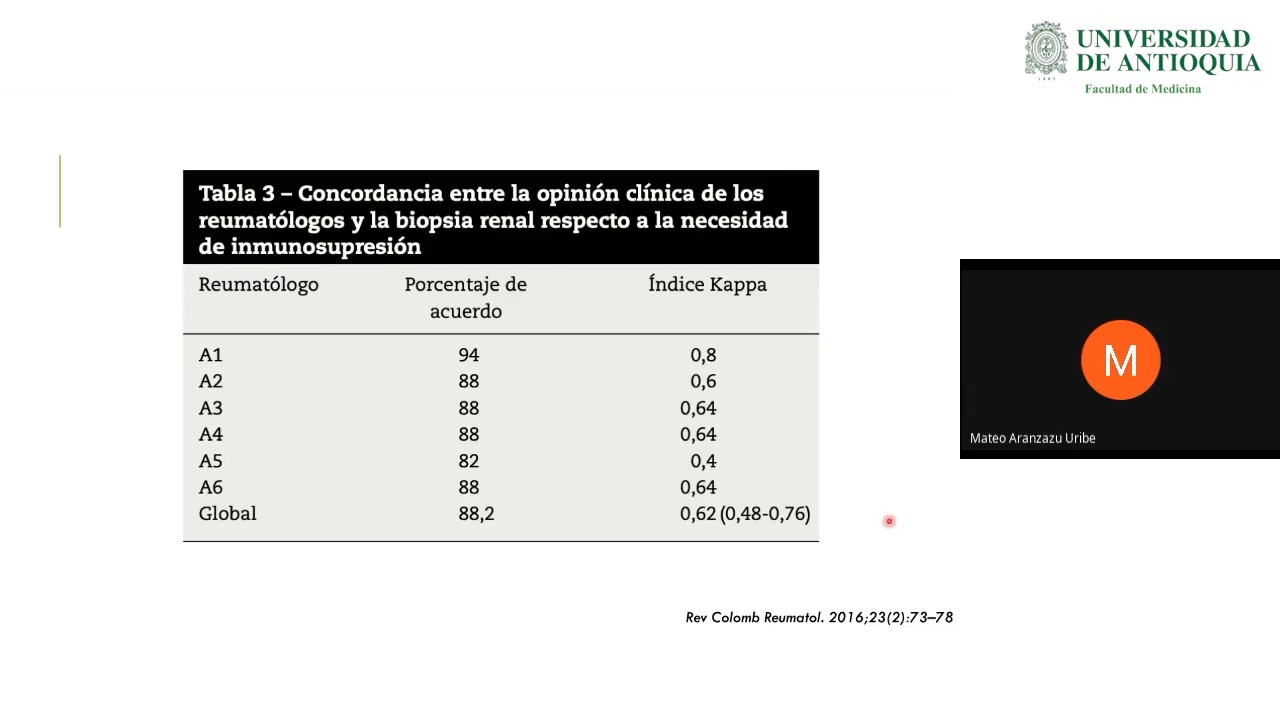 UNIVERSIDAD
DE ANTIOQUIA
1803
Facultad de Medicina
Tabla 3 – Concordancia entre la opinión clínica de los
reumatólogos y la biopsia renal respecto a la necesidad
de inmunosupresión
Reumatólogo Porcentaje de acuerdo Índice Kappa
A1 94 0,8
A2 88 0,6
A3 88 0,64
A4 88 0,64
A5 82 0,4
A6 88 0,64
Global 88,2 0,62 (0,48-0,76)
M
Mateo Aranzazu Uribe
Rev Colomb Reumatol. 2016;23(2):73–78